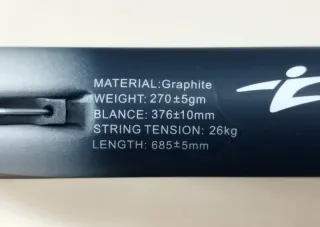 MATERIAL:Graphite
WEIGHT: 270±5gm
BLANCE: 376±10mm
STRING TENSION: 26kg
LENGTH: 685±5mm